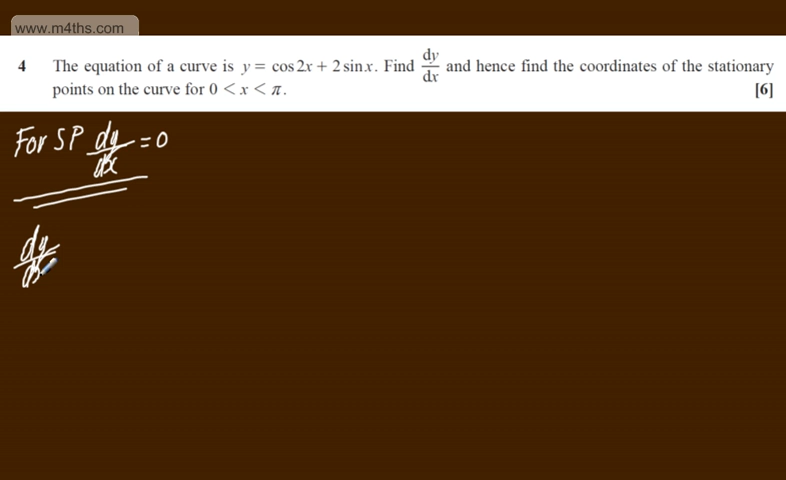 www.m4ths.com
4 The equation of a curve is y = cos 2x + 2 sin x. Find dy/dx and hence find the coordinates of the stationary
points on the curve for 0 < x < π. [6]
For SP dy/dx = 0
dy/dx